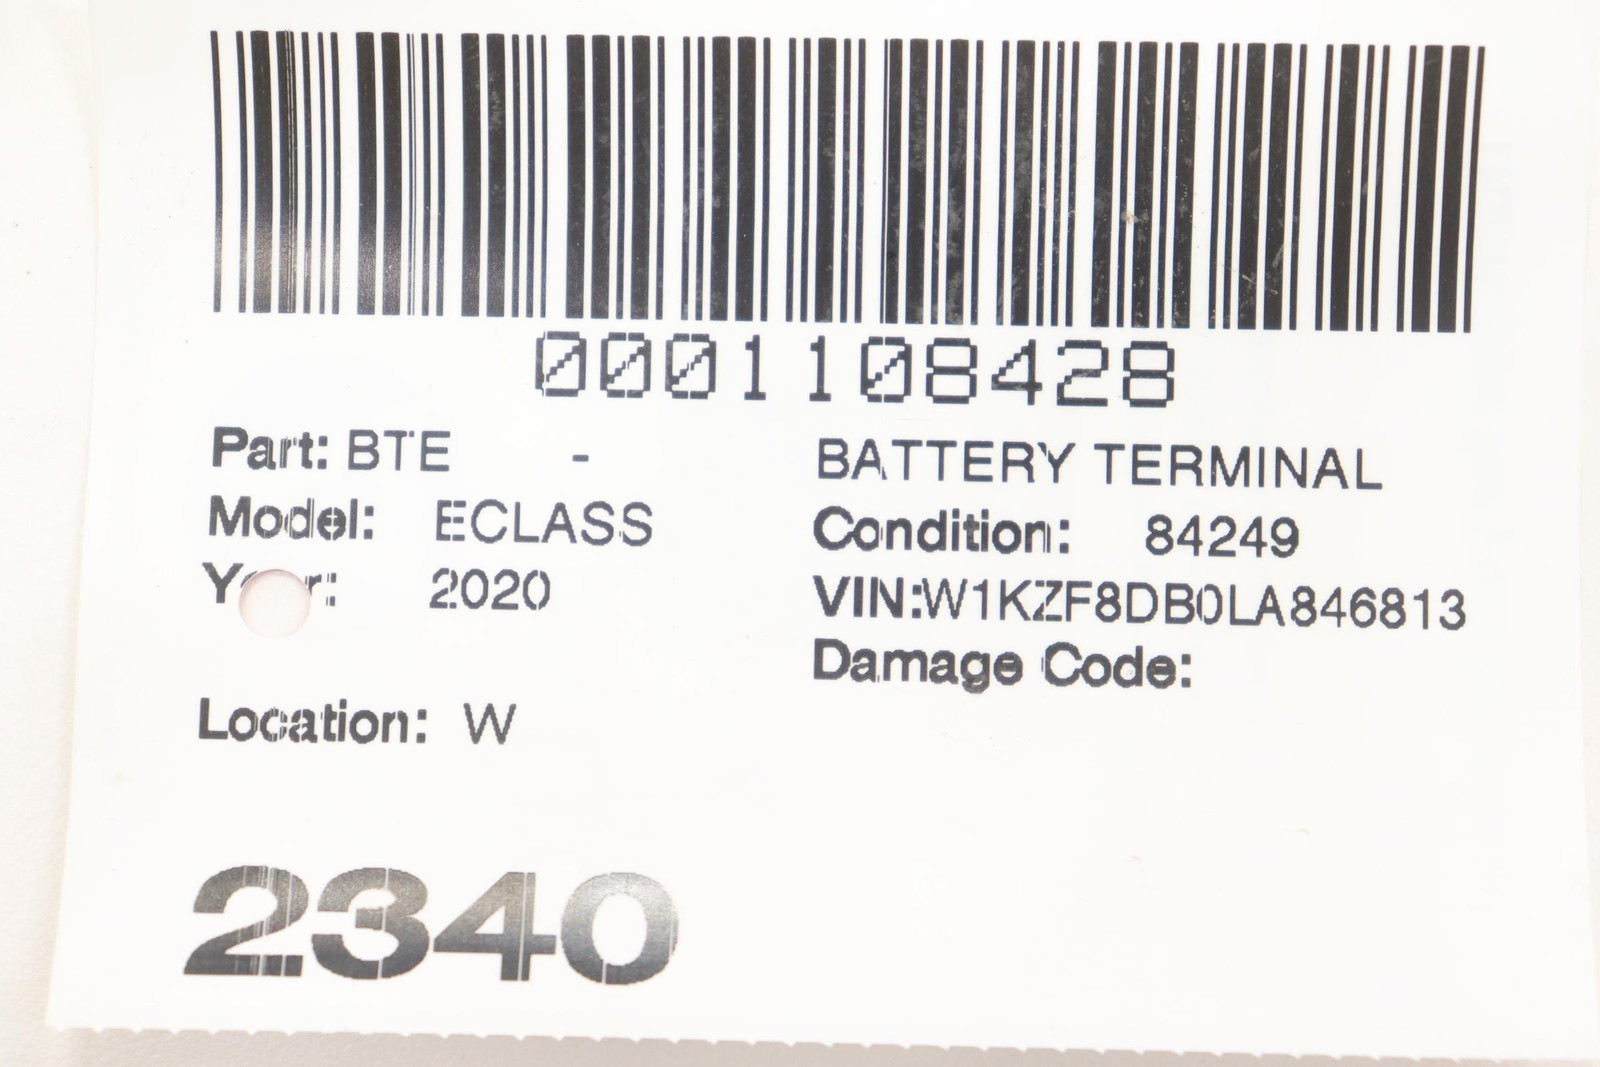 0001108428
Part: BTE - BATTERY TERMINAL
Model: ECLASS Condition: 84249
2020 VIN:W1KZF8DB0LA846813
Damage Code:
Location: W
2340